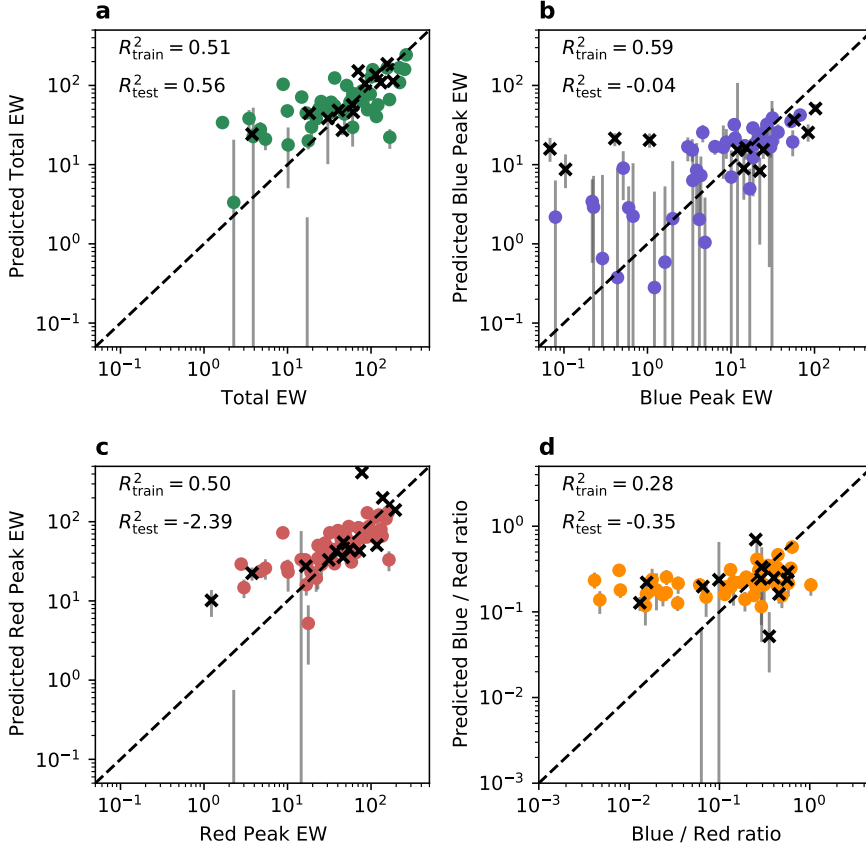 a
R²train = 0.51
R²test = 0.56
Predicted Total EW
10²
10¹
10⁰
10⁻¹
10⁻¹ 10⁰ 10¹ 10²
Total EW
b
R²train = 0.59
R²test = -0.04
Predicted Blue Peak EW
10²
10¹
10⁰
10⁻¹
10⁻¹ 10⁰ 10¹ 10²
Blue Peak EW
c
R²train = 0.50
R²test = -2.39
Predicted Red Peak EW
10²
10¹
10⁰
10⁻¹
10⁻¹ 10⁰ 10¹ 10²
Red Peak EW
d
R²train = 0.28
R²test = -0.35
Predicted Blue / Red ratio
10⁰
10⁻¹
10⁻²
10⁻³
10⁻³ 10⁻² 10⁻¹ 10⁰
Blue / Red ratio